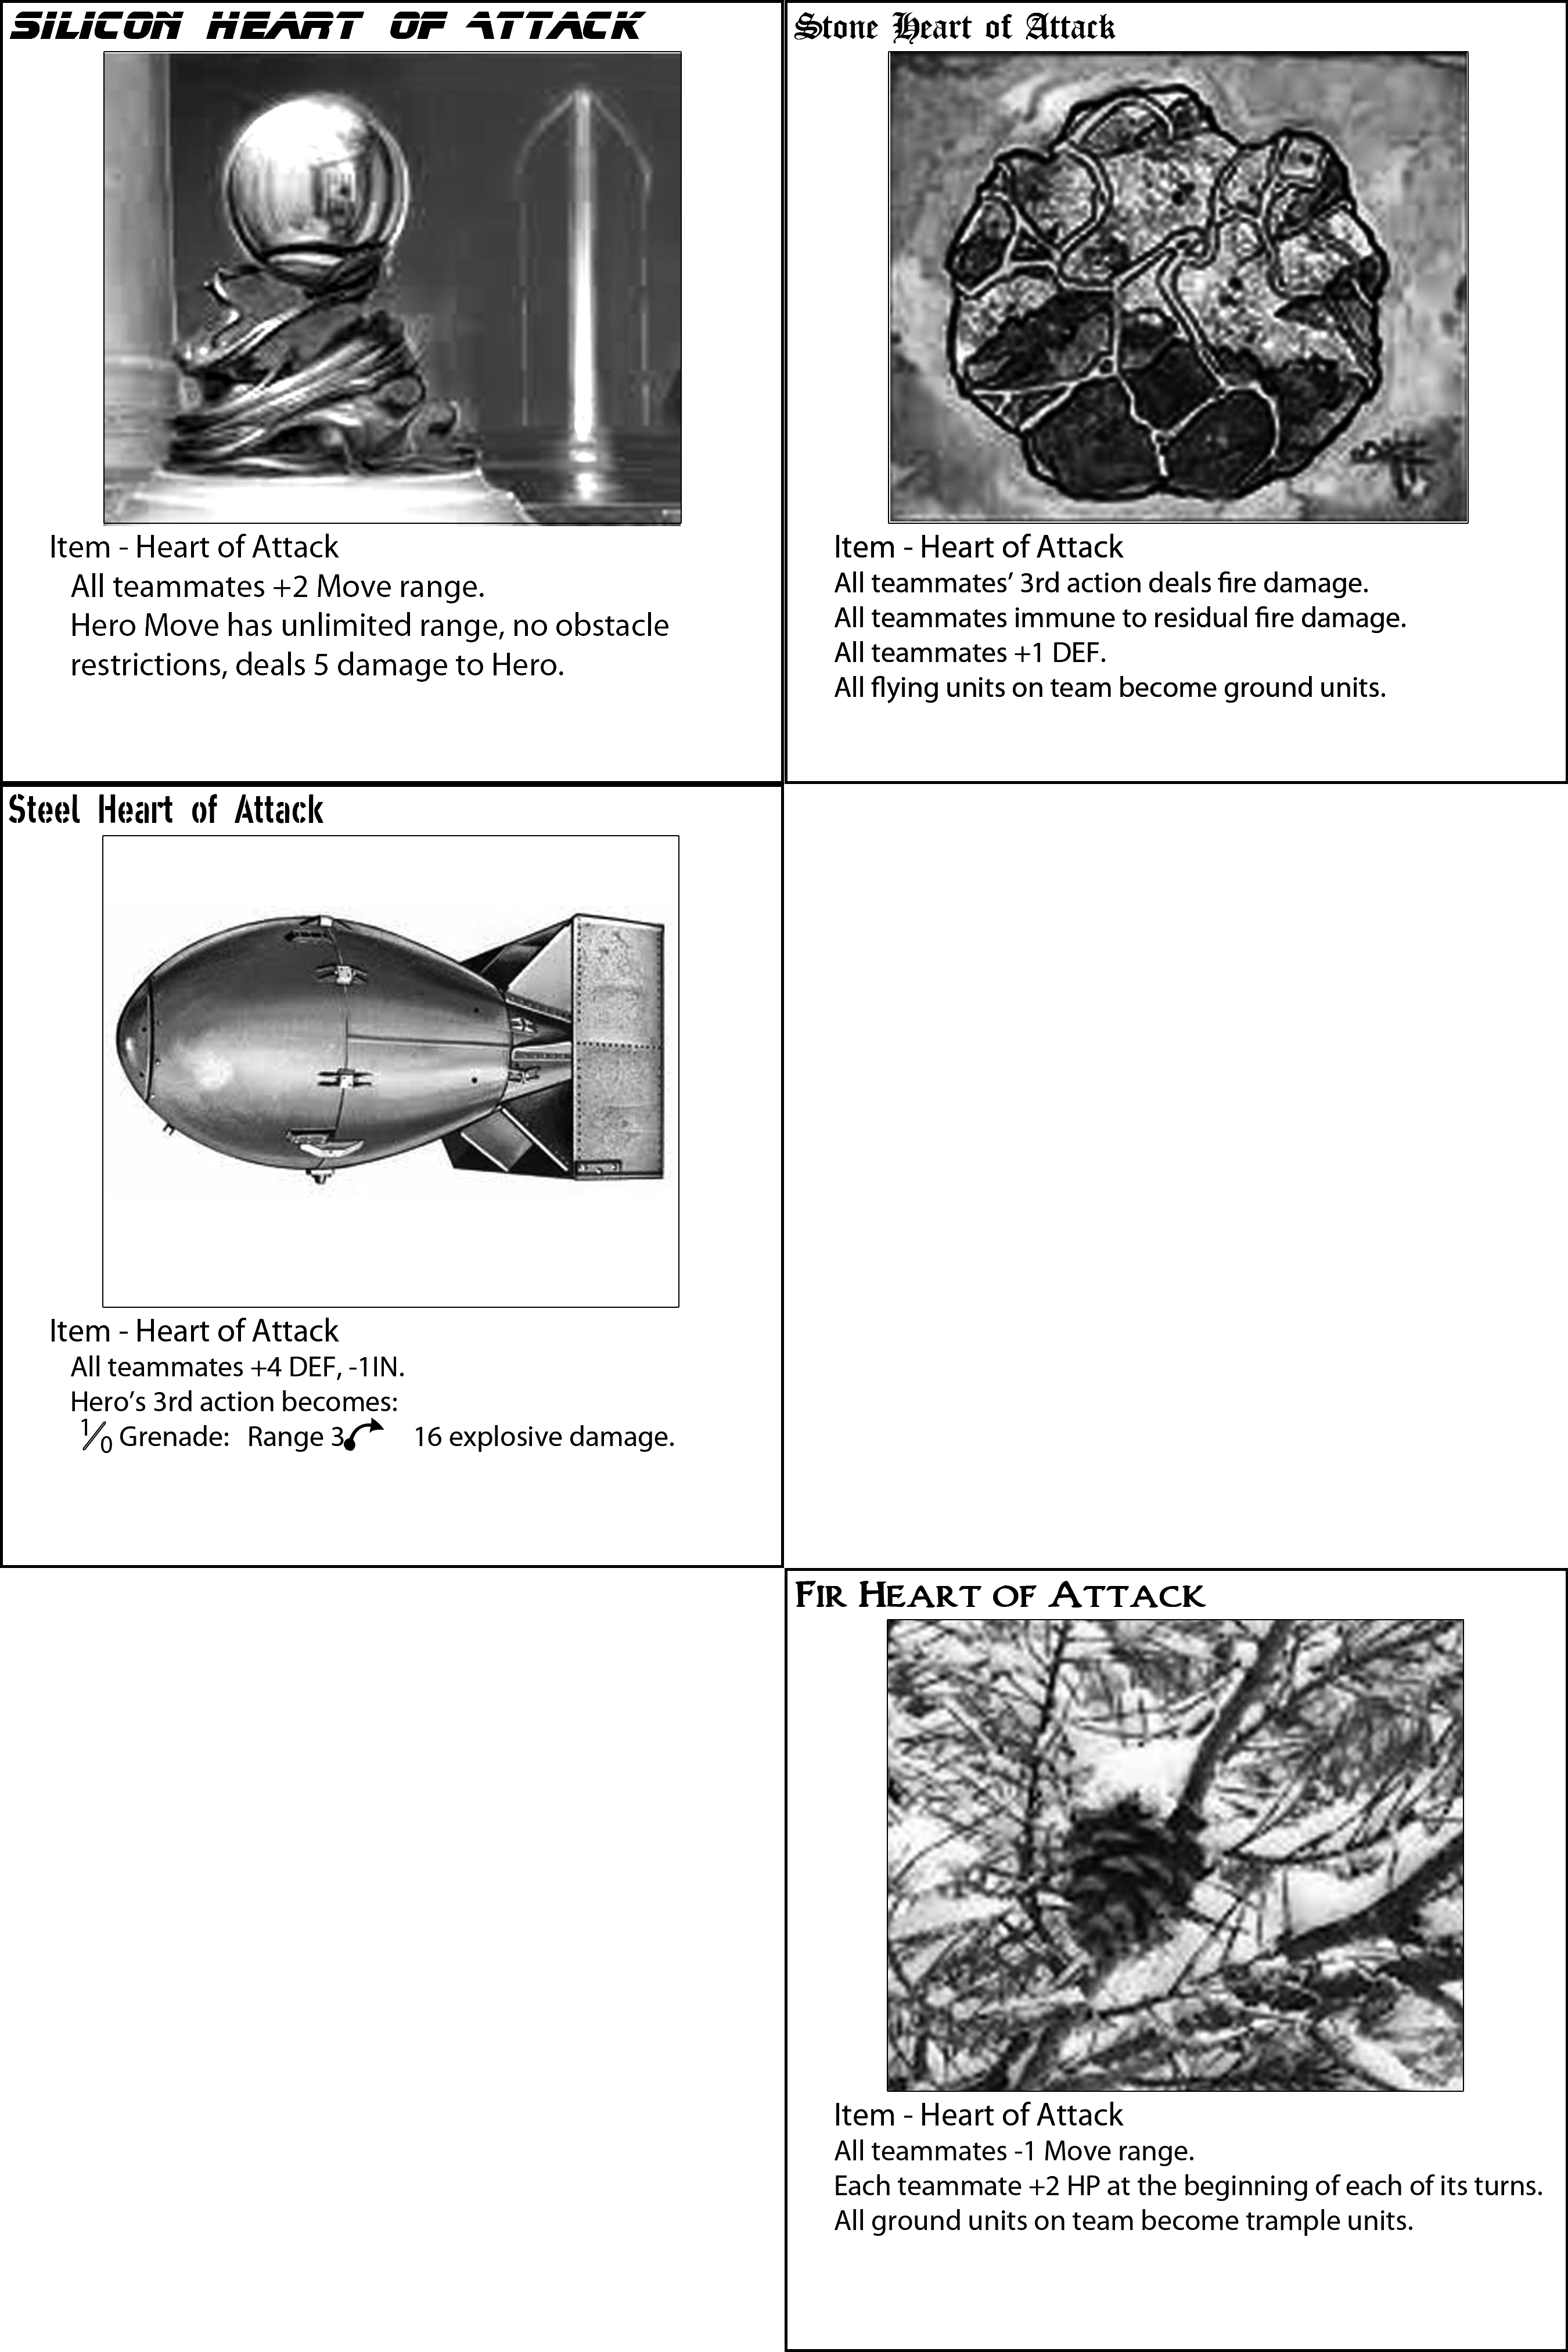 SILICON HEART OF ATTACK
Item - Heart of Attack
All teammates +2 Move range.
Hero Move has unlimited range, no obstacle
restrictions, deals 5 damage to Hero.
Stone Heart of Attack
Item - Heart of Attack
All teammates’ 3rd action deals fire damage.
All teammates immune to residual fire damage.
All teammates +1 DEF.
All flying units on team become ground units.
Steel Heart of Attack
Item - Heart of Attack
All teammates +4 DEF, -1IN.
Hero’s 3rd action becomes:
1/0 Grenade: Range 3 16 explosive damage.
FIR HEART OF ATTACK
Item - Heart of Attack
All teammates -1 Move range.
Each teammate +2 HP at the beginning of each of its turns.
All ground units on team become trample units.